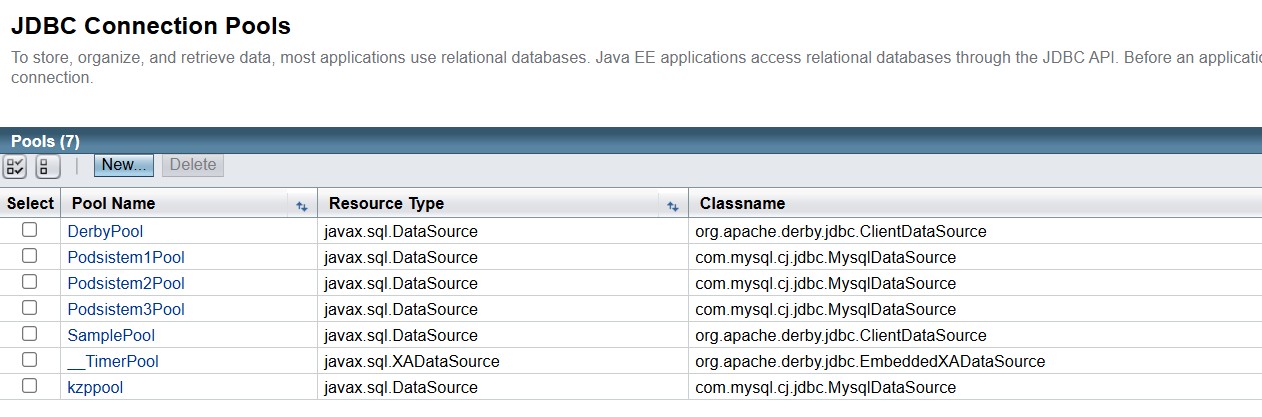 JDBC Connection Pools
To store, organize, and retrieve data, most applications use relational databases. Java EE applications access relational databases through the JDBC API. Before an
connection.
Pools (7)
New... Delete
Select Pool Name Resource Type Classname
DerbyPool javax.sql.DataSource org.apache.derby.jdbc.ClientDataSource
Podsistem1Pool javax.sql.DataSource com.mysql.cj.jdbc.MysqlDataSource
Podsistem2Pool javax.sql.DataSource com.mysql.cj.jdbc.MysqlDataSource
Podsistem3Pool javax.sql.DataSource com.mysql.cj.jdbc.MysqlDataSource
SamplePool javax.sql.DataSource org.apache.derby.jdbc.ClientDataSource
__TimerPool javax.sql.XADataSource org.apache.derby.jdbc.EmbeddedXADataSource
kzppool javax.sql.DataSource com.mysql.cj.jdbc.MysqlDataSource